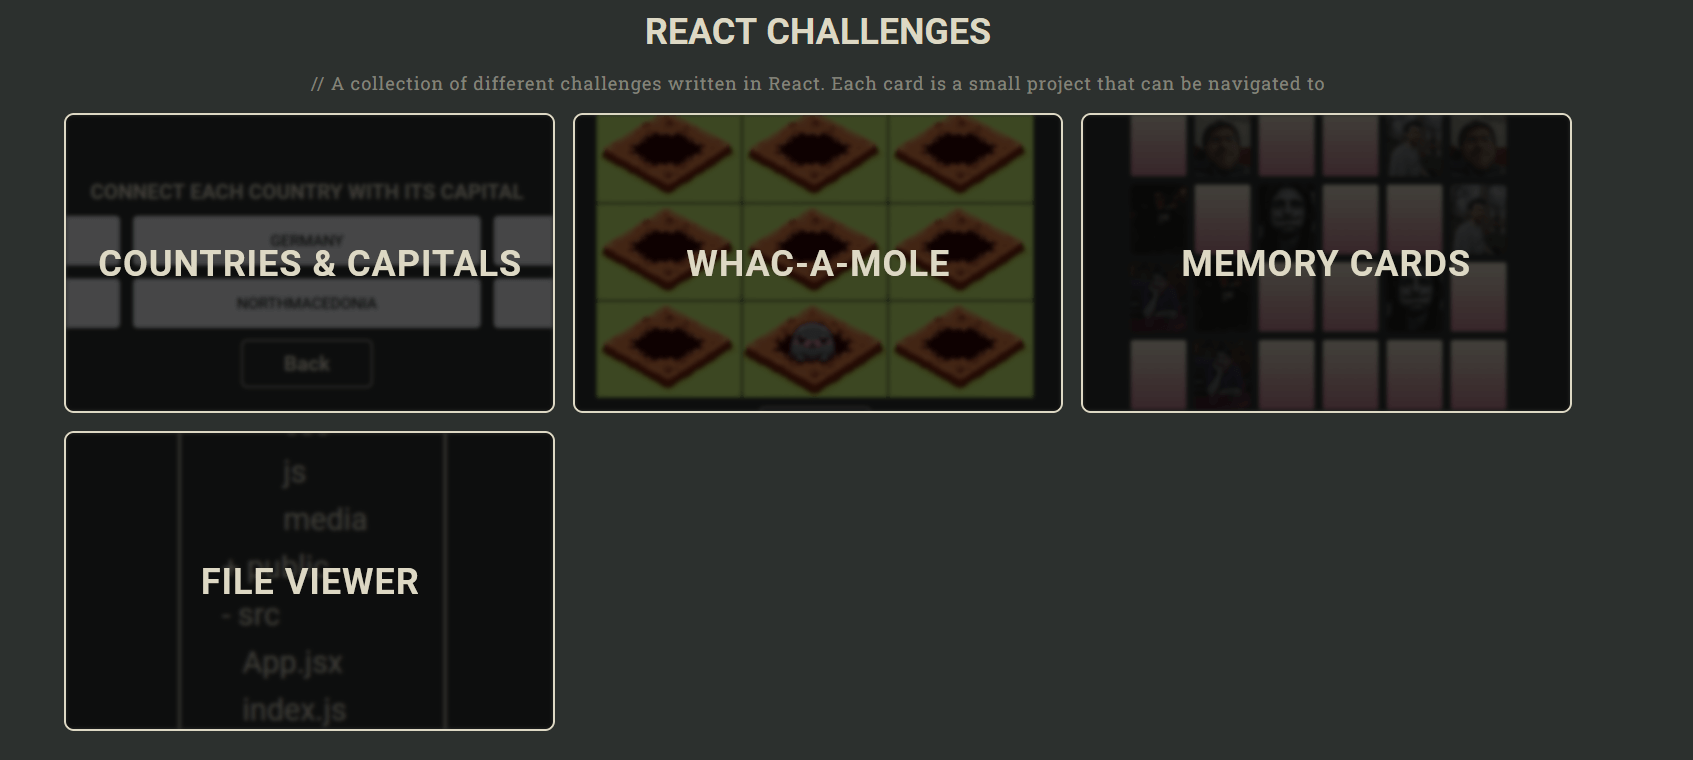 REACT CHALLENGES
// A collection of different challenges written in React. Each card is a small project that can be navigated to
CONNECT EACH COUNTRY WITH ITS CAPITAL
GERMANY
COUNTRIES & CAPITALS
NORTHMACEDONIA
Back
WHAC-A-MOLE
MEMORY CARDS
js
media
+ public
FILE VIEWER
- src
App.jsx
index.js